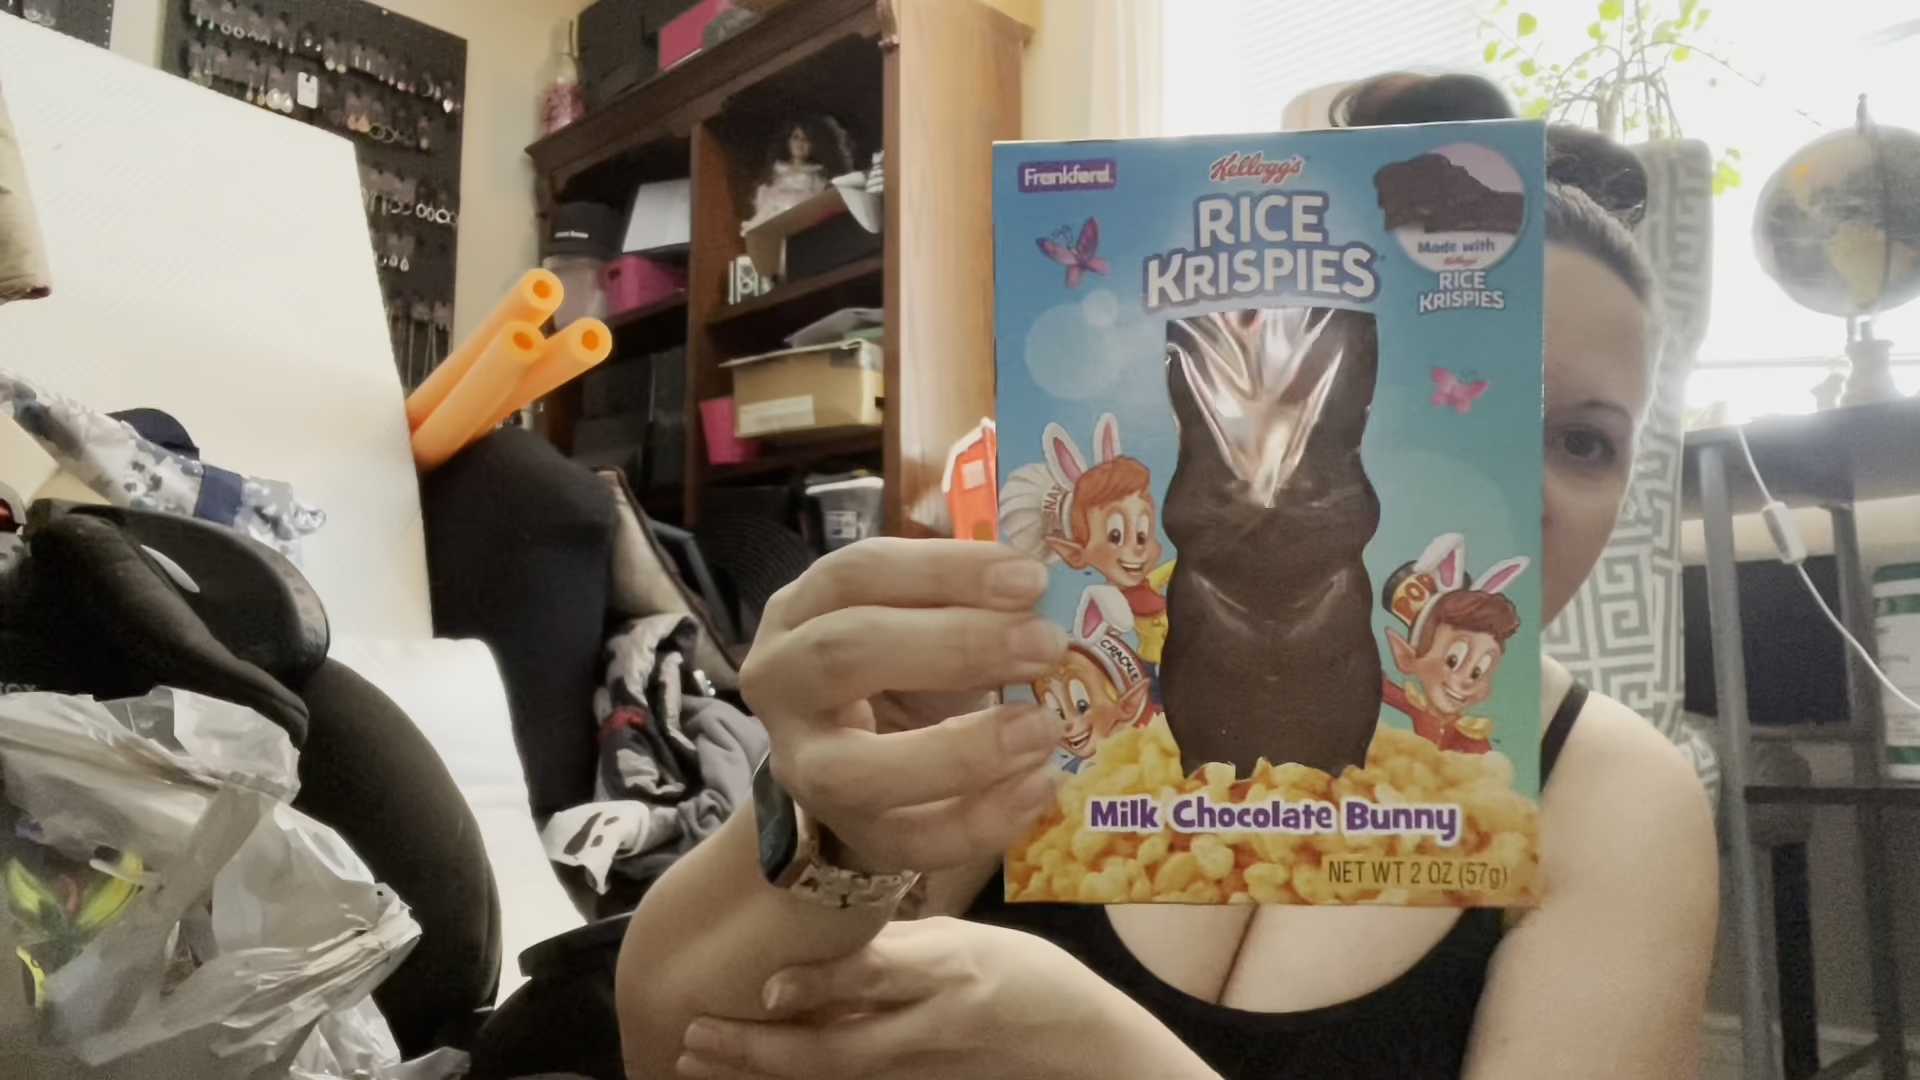 Frankford.
Kellogg's
RICE
KRISPIES
Made with
Kellogg's
RICE
KRISPIES
SNAP
CRACKLE
POP
Milk Chocolate Bunny
NET WT 2 OZ (57g)